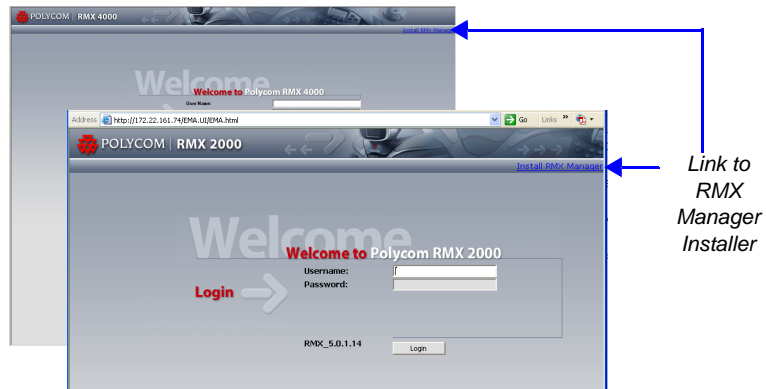 POLYCOM | RMX 4000
Install RMX Manager
Welcome
Welcome to Polycom RMX 4000
User Name:
Address http://172.22.161.74/EMA.UI/EMA.html Go Links »
POLYCOM | RMX 2000
Install RMX Manager
Welcome
Welcome to Polycom RMX 2000
Username:
Password:
Login
RMX_5.0.1.14 Login
Link to
RMX
Manager
Installer